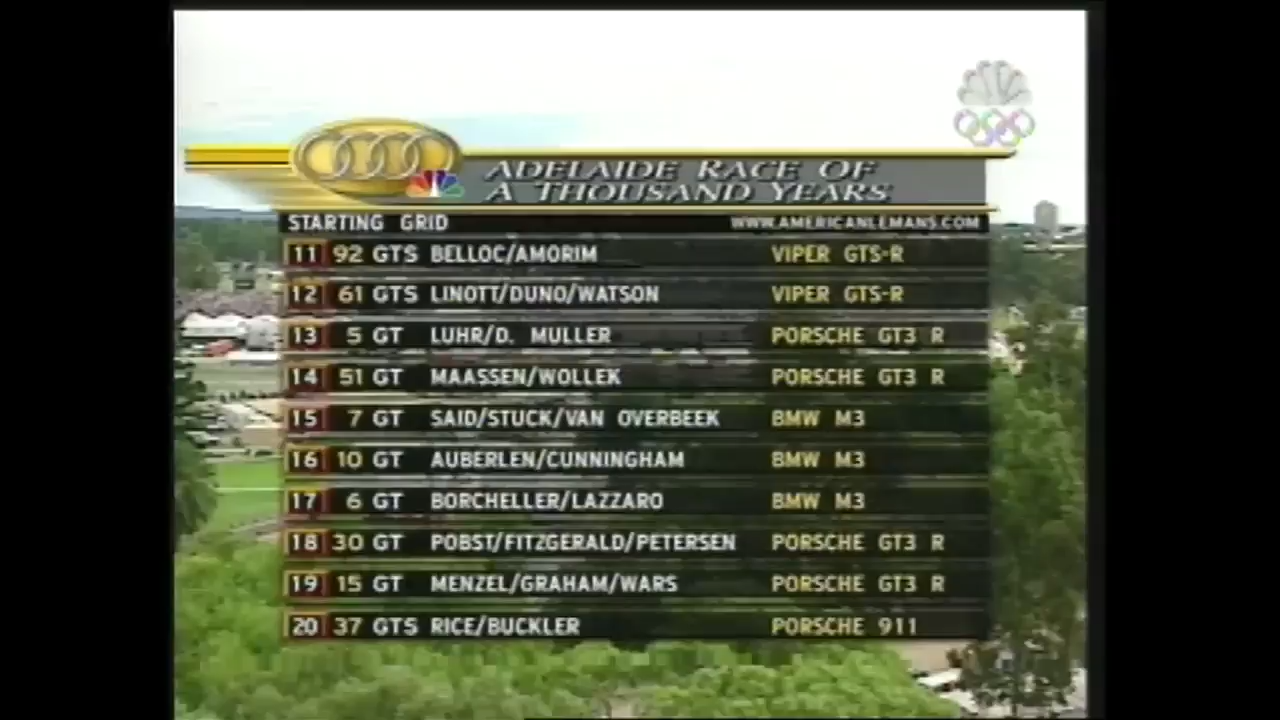 ADELAIDE RACE OF
A THOUSAND YEARS
STARTING GRID WWW.AMERICANLEMANS.COM
11 92 GTS BELLOC/AMORIM VIPER GTS-R
12 61 GTS LINOTT/DUNO/WATSON VIPER GTS-R
13 5 GT LUHR/D. MULLER PORSCHE GT3 R
14 51 GT MAASSEN/WOLLEK PORSCHE GT3 R
15 7 GT SAID/STUCK/VAN OVERBEEK BMW M3
16 10 GT AUBERLEN/CUNNINGHAM BMW M3
17 6 GT BORCHELLER/LAZZARO BMW M3
18 30 GT POBST/FITZGERALD/PETERSEN PORSCHE GT3 R
19 15 GT MENZEL/GRAHAM/WARS PORSCHE GT3 R
20 37 GTS RICE/BUCKLER PORSCHE 911